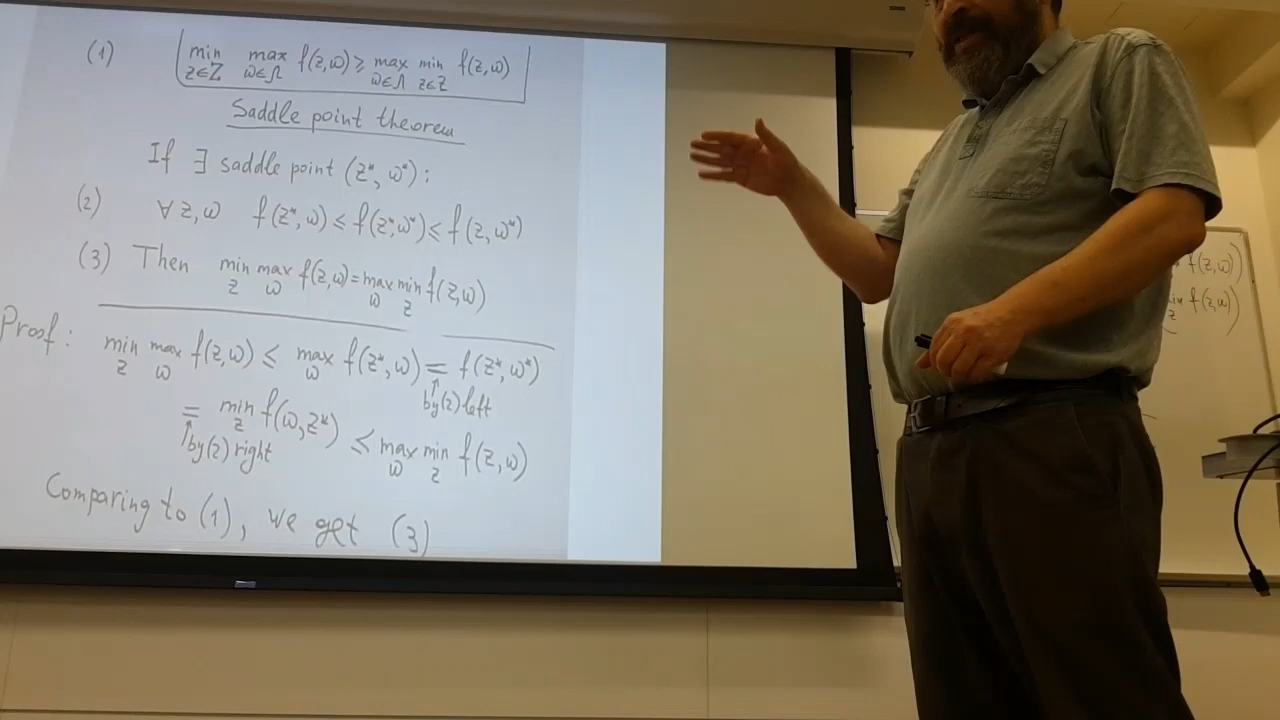 (1) min max f(z,ω) ⩾ max min f(z,ω)
z∈Z ω∈Ω ω∈Λ z∈Z
Saddle point theorem
If ∃ saddle point (z*, ω*):
(2) ∀ z,ω f(z*,ω) ⩽ f(z*,ω*) ⩽ f(z,ω*)
(3) Then min max f(z,ω) = max min f(z,ω)
z ω ω z
Proof: min max f(z,ω) ⩽ max f(z*,ω) = f(z*,ω*)
z ω ω ↑
by (2) left
= min f(ω,z*) ⩽ max min f(z,ω)
↑ z ω z
by (2) right
Comparing to (1), we get (3)
f(z,ω))
f(z,ω)
z